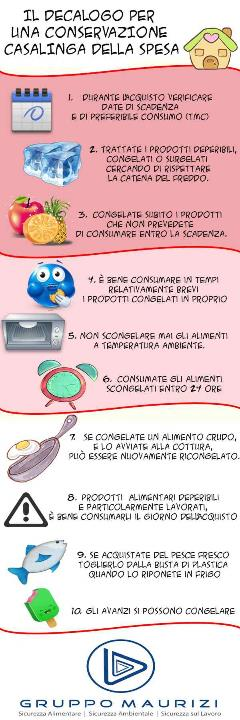 IL DECALOGO PER
UNA CONSERVAZIONE
CASALINGA DELLA SPESA
1. DURANTE L'ACQUISTO VERIFICARE
DATE DI SCADENZA
E DI PREFERIBILE CONSUMO (TMC)
2. TRATTATE I PRODOTTI DEPERIBILI,
CONGELATI O SURGELATI
CERCANDO DI RISPETTARE
LA CATENA DEL FREDDO.
3. CONGELATE SUBITO I PRODOTTI
CHE NON PREVEDETE
DI CONSUMARE ENTRO LA SCADENZA.
4. È BENE CONSUMARE IN TEMPI
RELATIVAMENTE BREVI
I PRODOTTI CONGELATI IN PROPRIO
5. NON SCONGELARE MAI GLI ALIMENTI
A TEMPERATURA AMBIENTE.
6. CONSUMATE GLI ALIMENTI
SCONGELATI ENTRO 24 ORE
7. SE CONGELATE UN ALIMENTO CRUDO,
E LO AVVIATE ALLA COTTURA,
PUÒ ESSERE NUOVAMENTE RICONGELATO.
8. PRODOTTI ALIMENTARI DEPERIBILI
E PARTICOLARMENTE LAVORATI,
È BENE CONSUMARLI IL GIORNO DELL'ACQUISTO
9. SE ACQUISTATE DEL PESCE FRESCO
TOGLIERLO DALLA BUSTA DI PLASTICA
QUANDO LO RIPONETE IN FRIGO
10. GLI AVANZI SI POSSONO CONGELARE
GRUPPO MAURIZI
Sicurezza Alimentare | Sicurezza Ambientale | Sicurezza sul Lavoro